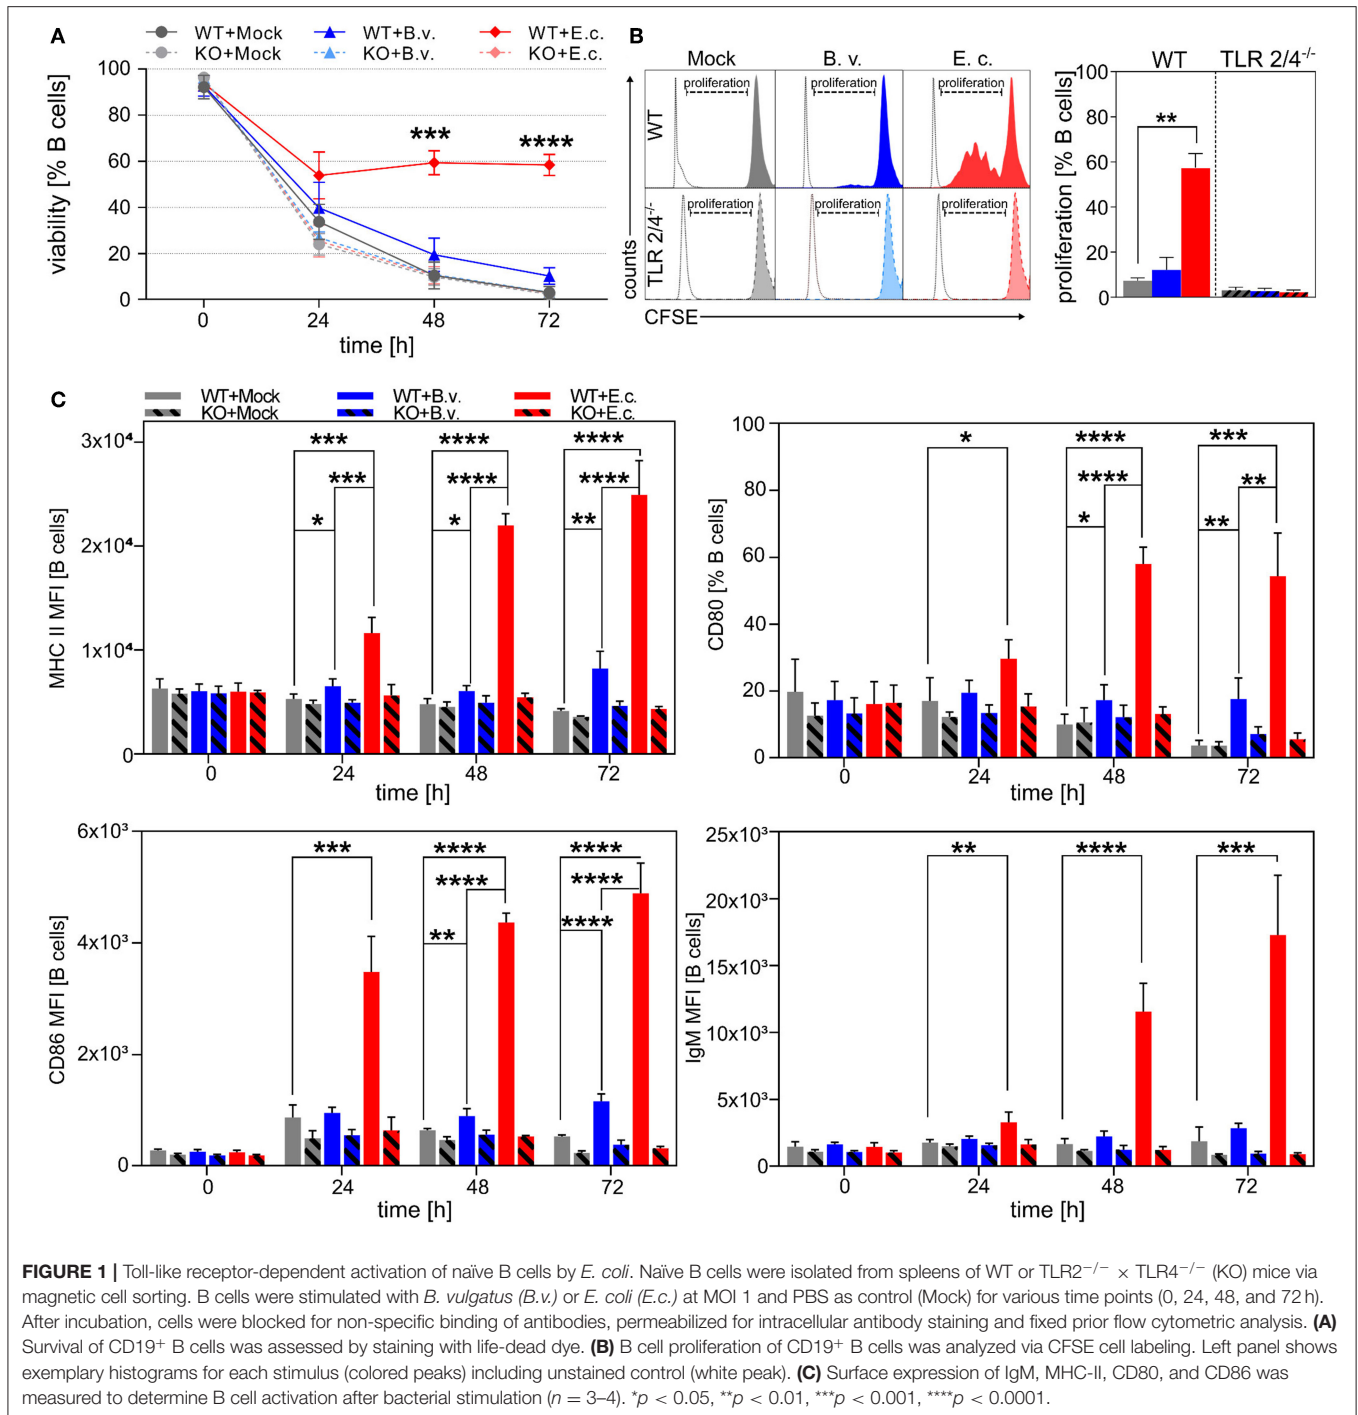 A
WT+Mock WT+B.v. WT+E.c.
KO+Mock KO+B.v. KO+E.c.
viability [% B cells]
100
80
60
40
20
0
*** ****
0 24 48 72
time [h]
B
Mock B. v. E. c.
WT
proliferation proliferation proliferation
TLR 2/4-/-
proliferation proliferation proliferation
counts
CFSE
WT TLR 2/4-/-
proliferation [% B cells]
100
80
60
40
20
0
**
C
WT+Mock WT+B.v. WT+E.c.
KO+Mock KO+B.v. KO+E.c.
MHC II MFI [B cells]
3x10⁴
2x10⁴
1x10⁴
0
*** **** ****
*** **** ****
* * **
0 24 48 72
time [h]
CD80 [% B cells]
100
80
60
40
20
0
* **** ***
**** **
* **
0 24 48 72
time [h]
CD86 MFI [B cells]
6x10³
4x10³
2x10³
0
*** **** ****
**** ****
** ****
0 24 48 72
time [h]
IgM MFI [B cells]
25x10³
20x10³
15x10³
10x10³
5x10³
0
** **** ***
0 24 48 72
time [h]
FIGURE 1 | Toll-like receptor-dependent activation of naïve B cells by E. coli. Naïve B cells were isolated from spleens of WT or TLR2−/− × TLR4−/− (KO) mice via
magnetic cell sorting. B cells were stimulated with B. vulgatus (B.v.) or E. coli (E.c.) at MOI 1 and PBS as control (Mock) for various time points (0, 24, 48, and 72 h).
After incubation, cells were blocked for non-specific binding of antibodies, permeabilized for intracellular antibody staining and fixed prior flow cytometric analysis. (A)
Survival of CD19+ B cells was assessed by staining with life-dead dye. (B) B cell proliferation of CD19+ B cells was analyzed via CFSE cell labeling. Left panel shows
exemplary histograms for each stimulus (colored peaks) including unstained control (white peak). (C) Surface expression of IgM, MHC-II, CD80, and CD86 was
measured to determine B cell activation after bacterial stimulation (n = 3–4). *p < 0.05, **p < 0.01, ***p < 0.001, ****p < 0.0001.